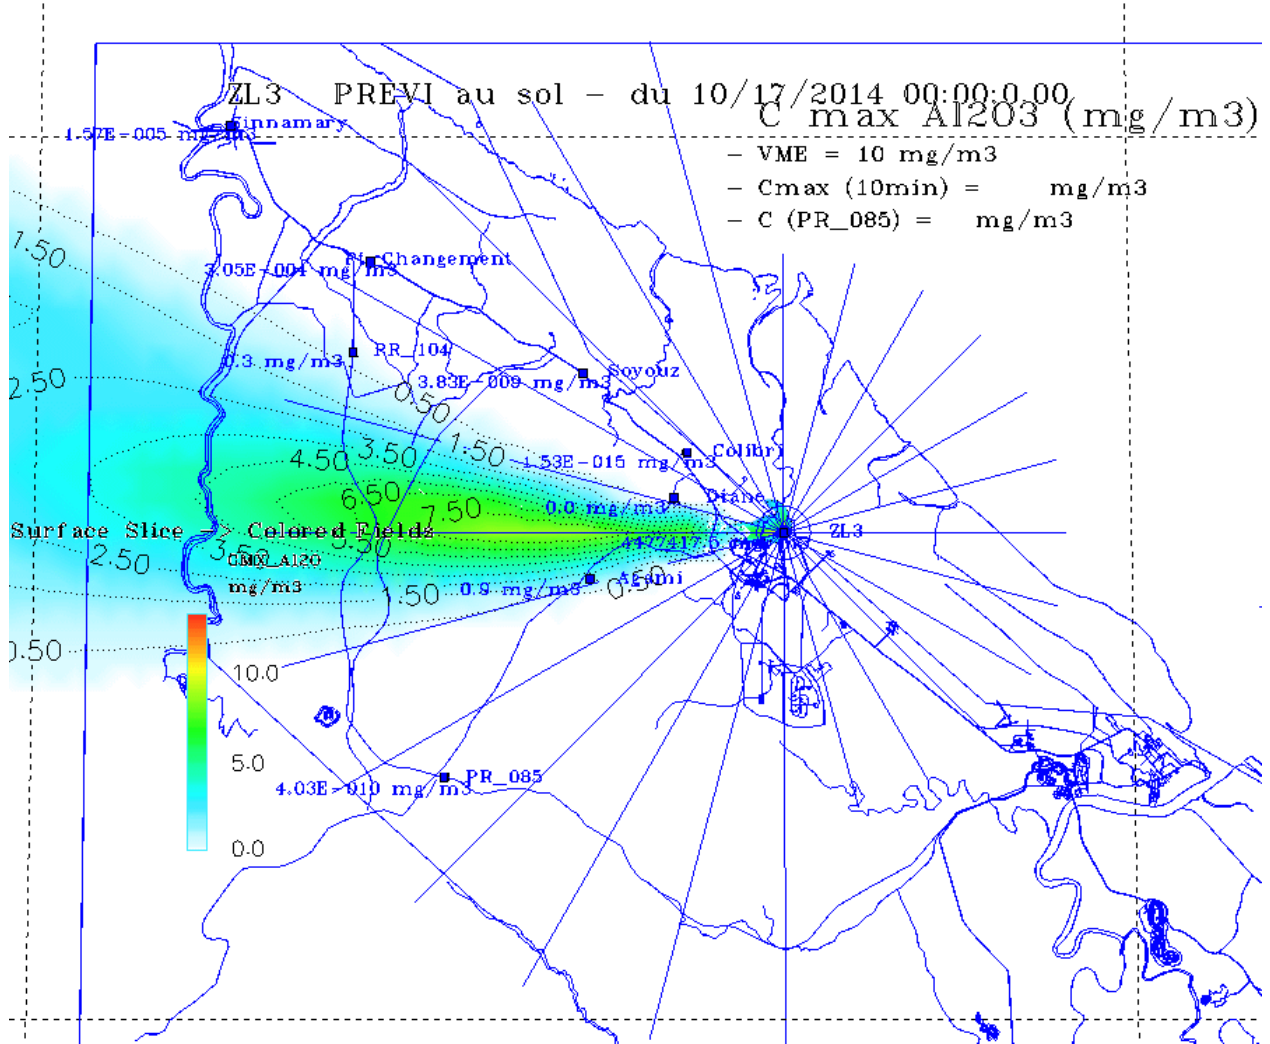 ZL3 PREVI au sol - du 10/17/2014 00:00:0.00
C max Al2O3 (mg/m3)
- VME = 10 mg/m3
- Cmax (10min) = mg/m3
- C (PR_085) = mg/m3
1.57E-005 mg/m3
1.50
Changement
3.05E-004 mg/m3
PR_104
0.3 mg/m3
Soyouz
3.83E-009 mg/m3
2.50
0.50
1.50
3.50
4.50
Colibri
1.53E-015 mg/m3
6.50
7.50
Diane
0.0 mg/m3
Surface Slice -> Colored Fields
ZL3
2.50
3.50
CMX_Al2O
mg/m3
Agami
0.9 mg/m3
0.50
1.50
0.50
10.0
5.0
0.0
PR_085
4.03E-010 mg/m3